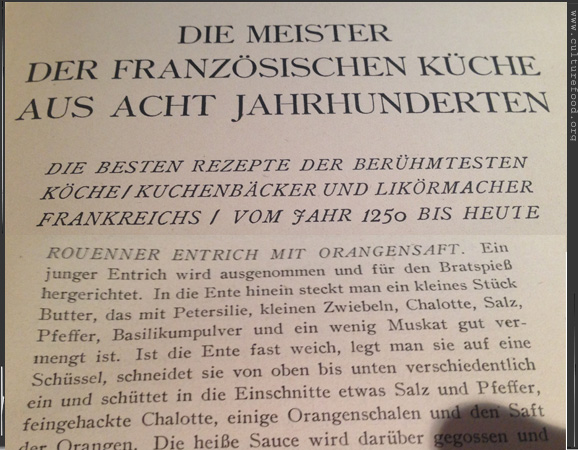 DIE MEISTER
DER FRANZÖSISCHEN KÜCHE
AUS ACHT JAHRHUNDERTEN
DIE BESTEN REZEPTE DER BERÜHMTESTEN
KÖCHE / KUCHENBÄCKER UND LIKÖRMACHER
FRANKREICHS / VOM JAHR 1250 BIS HEUTE
ROUENNER ENTRICH MIT ORANGENSAFT. Ein
junger Entrich wird ausgenommen und für den Bratspieß
hergerichtet. In die Ente hinein steckt man ein kleines Stück
Butter, das mit Petersilie, kleinen Zwiebeln, Chalotte, Salz,
Pfeffer, Basilikumpulver und ein wenig Muskat gut ver-
mengt ist. Ist die Ente fast weich, legt man sie auf eine
Schüssel, schneidet sie von oben bis unten verschiedentlich
ein und schüttet in die Einschnitte etwas Salz und Pfeffer,
feingehackte Chalotte, einige Orangenschalen und den Saft
der Orangen. Die heiße Sauce wird darüber gegossen und
www.culturefood.org